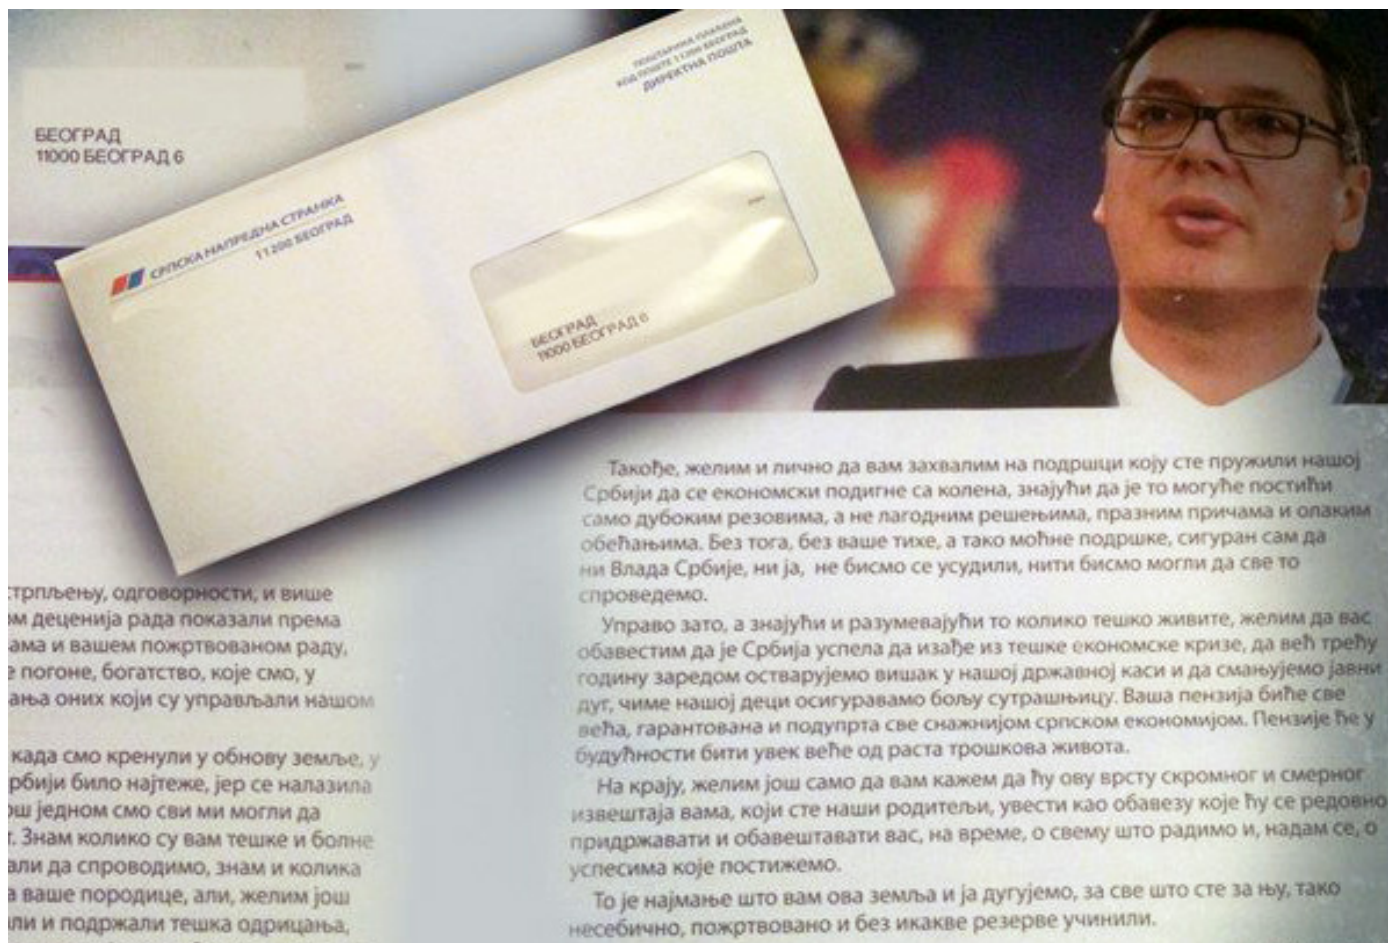 БЕОГРАД
11000 БЕОГРАД 6
ПОШТАРИНА ПЛАЋЕНА
КОД ПОШТЕ 11200 БЕОГРАД
ДИРЕКТНА ПОШТА
СРПСКА НАПРЕДНА СТРАНКА
11200 БЕОГРАД
БЕОГРАД
11000 БЕОГРАД 6
стрпљењу, одговорности, и више
деценија рада показали према
и вашем пожртвованом раду,
погоне, богатство, које смо, у
оних који су управљали нашом
када смо кренули у обнову земље, у
било најтеже, јер се налазила
једном смо сви ми могли да
Знам колико су вам тешке и болне
да спроводимо, знам и колика
ваше породице, али, желим још
и подржали тешка одрицања,
Такође, желим и лично да вам захвалим на подршци коју сте пружили нашој
Србији да се економски подигне са колена, знајући да је то могуће постићи
само дубоким резовима, а не лагодним решењима, празним причама и олаким
обећањима. Без тога, без ваше тихе, а тако моћне подршке, сигуран сам да
ни Влада Србије, ни ја, не бисмо се усудили, нити бисмо могли да све то
спроведемо.
Управо зато, а знајући и разумевајући то колико тешко живите, желим да вас
обавестим да је Србија успела да изађе из тешке економске кризе, да већ трећу
годину заредом остварујемо вишак у нашој државној каси и да смањујемо јавни
дуг, чиме нашој деци осигуравамо бољу сутрашњицу. Ваша пензија биће све
већа, гарантована и подупрта све снажнијом српском економијом. Пензије ће у
будућности бити увек веће од раста трошкова живота.
На крају, желим још само да вам кажем да ћу ову врсту скромног и смерног
извештаја вама, који сте наши родитељи, увести као обавезу које ћу се редовно
придржавати и обавештавати вас, на време, о свему што радимо и, надам се, о
успесима које постижемо.
То је најмање што вам ова земља и ја дугујемо, за све што сте за њу, тако
несебично, пожртвовано и без икакве резерве учинили.